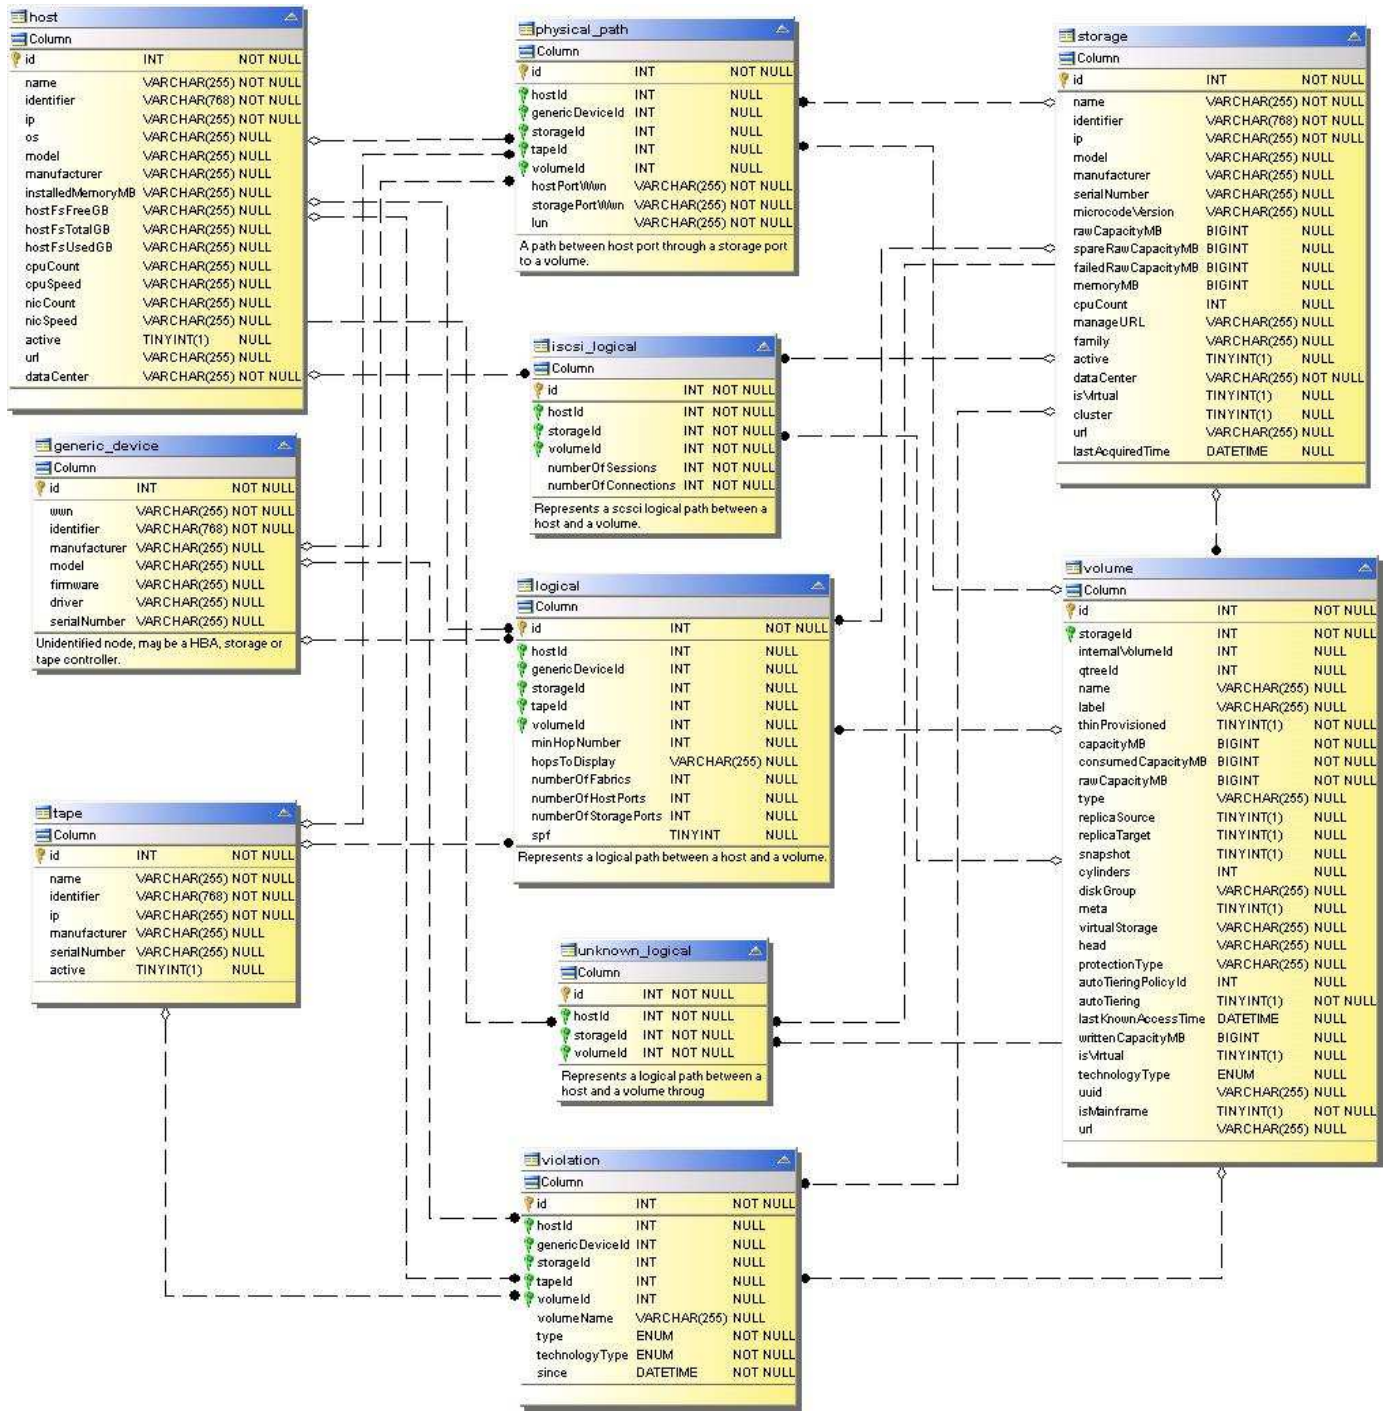 host
Column
id INT NOT NULL
name VARCHAR(255) NOT NULL
identifier VARCHAR(768) NOT NULL
ip VARCHAR(255) NOT NULL
os VARCHAR(255) NULL
model VARCHAR(255) NULL
manufacturer VARCHAR(255) NULL
installedMemoryMB VARCHAR(255) NULL
hostFsFreeGB VARCHAR(255) NULL
hostFsTotalGB VARCHAR(255) NULL
hostFsUsedGB VARCHAR(255) NULL
cpuCount VARCHAR(255) NULL
cpuSpeed VARCHAR(255) NULL
nicCount VARCHAR(255) NULL
nicSpeed VARCHAR(255) NULL
active TINYINT(1) NULL
url VARCHAR(255) NULL
dataCenter VARCHAR(255) NOT NULL
generic_device
Column
id INT NOT NULL
wwn VARCHAR(255) NOT NULL
identifier VARCHAR(768) NOT NULL
manufacturer VARCHAR(255) NULL
model VARCHAR(255) NULL
firmware VARCHAR(255) NULL
driver VARCHAR(255) NULL
serialNumber VARCHAR(255) NULL
Unidentified node, may be a HBA, storage or
tape controller.
tape
Column
id INT NOT NULL
name VARCHAR(255) NOT NULL
identifier VARCHAR(768) NOT NULL
ip VARCHAR(255) NOT NULL
manufacturer VARCHAR(255) NULL
serialNumber VARCHAR(255) NULL
active TINYINT(1) NULL
physical_path
Column
id INT NOT NULL
hostId INT NULL
genericDeviceId INT NULL
storageId INT NULL
tapeId INT NULL
volumeId INT NULL
hostPortWwn VARCHAR(255) NOT NULL
storagePortWwn VARCHAR(255) NOT NULL
lun VARCHAR(255) NOT NULL
A path between host port through a storage port
to a volume.
iscsi_logical
Column
id INT NOT NULL
hostId INT NOT NULL
storageId INT NOT NULL
volumeId INT NOT NULL
numberOfSessions INT NOT NULL
numberOfConnections INT NOT NULL
Represents a scsci logical path between a
host and a volume.
logical
Column
id INT NOT NULL
hostId INT NULL
genericDeviceId INT NULL
storageId INT NULL
tapeId INT NULL
volumeId INT NULL
minHopNumber INT NULL
hopsToDisplay VARCHAR(255) NULL
numberOfFabrics INT NULL
numberOfHostPorts INT NULL
numberOfStoragePorts INT NULL
spf TINYINT NULL
Represents a logical path between a host and a volume.
unknown_logical
Column
id INT NOT NULL
hostId INT NOT NULL
storageId INT NOT NULL
volumeId INT NOT NULL
Represents a logical path between a
host and a volume throug
violation
Column
id INT NOT NULL
hostId INT NULL
genericDeviceId INT NULL
storageId INT NULL
tapeId INT NULL
volumeId INT NULL
volumeName VARCHAR(255) NULL
type ENUM NOT NULL
technologyType ENUM NOT NULL
since DATETIME NOT NULL
storage
Column
id INT NOT NULL
name VARCHAR(255) NOT NULL
identifier VARCHAR(768) NOT NULL
ip VARCHAR(255) NOT NULL
model VARCHAR(255) NULL
manufacturer VARCHAR(255) NULL
serialNumber VARCHAR(255) NULL
microcodeVersion VARCHAR(255) NULL
rawCapacityMB BIGINT NULL
spareRawCapacityMB BIGINT NULL
failedRawCapacityMB BIGINT NULL
memoryMB BIGINT NULL
cpuCount INT NULL
manageURL VARCHAR(255) NULL
family VARCHAR(255) NULL
active TINYINT(1) NULL
dataCenter VARCHAR(255) NOT NULL
isVirtual TINYINT(1) NULL
cluster TINYINT(1) NULL
url VARCHAR(255) NULL
lastAcquiredTime DATETIME NULL
volume
Column
id INT NOT NULL
storageId INT NOT NULL
internalVolumeId INT NULL
qtreeId INT NULL
name VARCHAR(255) NULL
label VARCHAR(255) NULL
thinProvisioned TINYINT(1) NOT NULL
capacityMB BIGINT NOT NULL
consumedCapacityMB BIGINT NOT NULL
rawCapacityMB BIGINT NOT NULL
type VARCHAR(255) NULL
replicaSource TINYINT(1) NULL
replicaTarget TINYINT(1) NULL
snapshot TINYINT(1) NULL
cylinders INT NULL
diskGroup VARCHAR(255) NULL
meta TINYINT(1) NULL
virtualStorage VARCHAR(255) NULL
head VARCHAR(255) NULL
protectionType VARCHAR(255) NULL
autoTieringPolicyId INT NULL
autoTiering TINYINT(1) NOT NULL
lastKnownAccessTime DATETIME NULL
writtenCapacityMB BIGINT NULL
isVirtual TINYINT(1) NULL
technologyType ENUM NULL
uuid VARCHAR(255) NULL
isMainframe TINYINT(1) NOT NULL
url VARCHAR(255) NULL